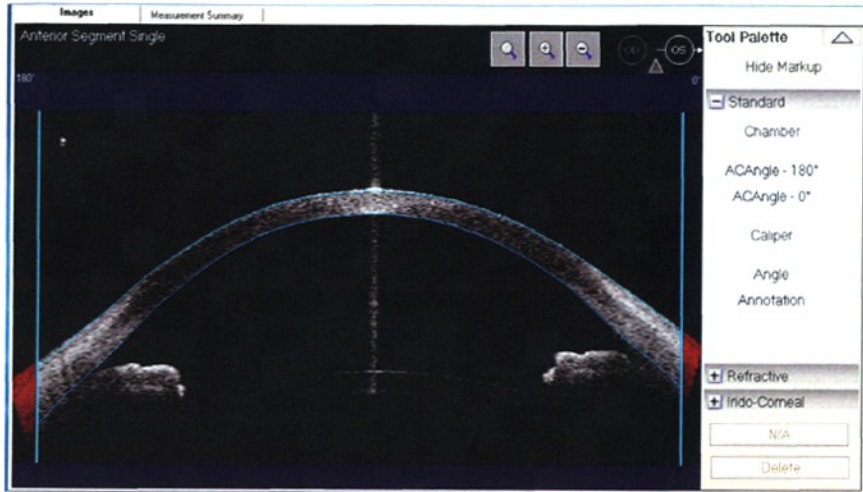 Images Measurement Summary
Anterior Segment Single
OD OS
180° 0°
Tool Palette
Hide Markup
Standard
Chamber
ACAngle - 180°
ACAngle - 0°
Caliper
Angle
Annotation
Refractive
Irido-Corneal
N/A
Delete